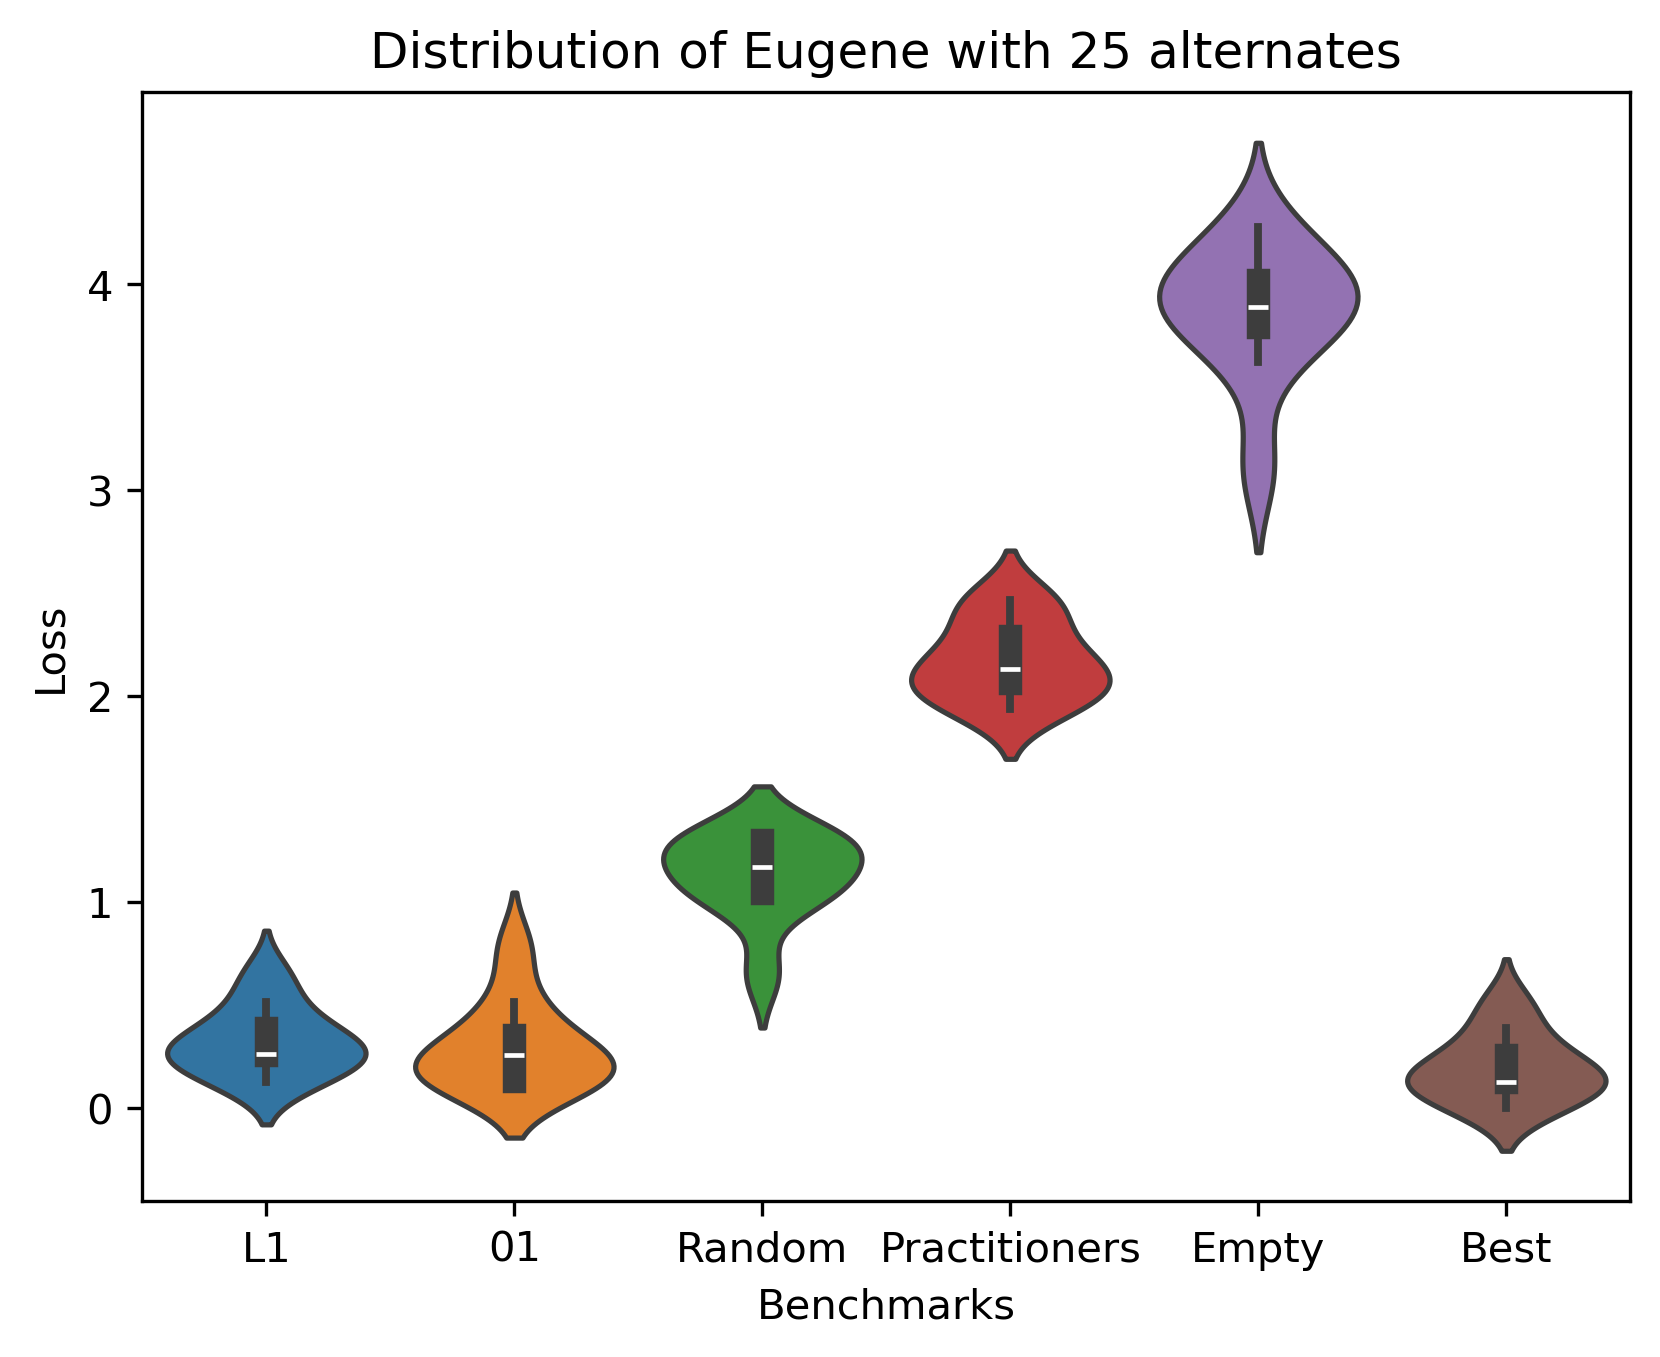 Distribution of Eugene with 25 alternates
Loss
4
3
2
1
0
L1 01 Random Practitioners Empty Best
Benchmarks